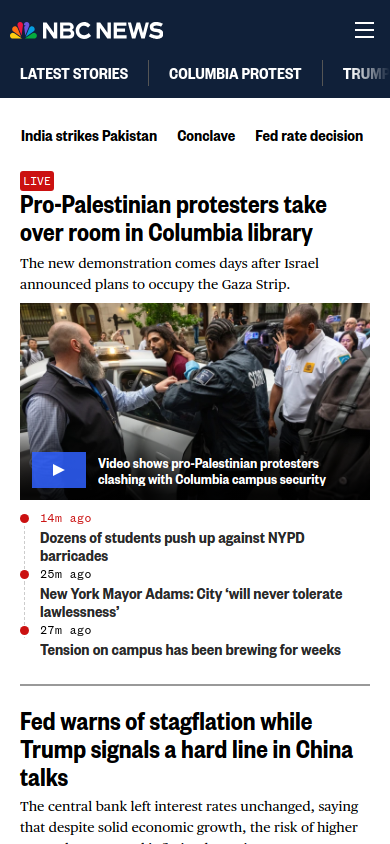 NBC NEWS
LATEST STORIES
COLUMBIA PROTEST
TRUMP
India strikes Pakistan
Conclave
Fed rate decision
LIVE
Pro-Palestinian protesters take
over room in Columbia library
The new demonstration comes days after Israel
announced plans to occupy the Gaza Strip.
Video shows pro-Palestinian protesters
clashing with Columbia campus security
14m ago
Dozens of students push up against NYPD
barricades
25m ago
New York Mayor Adams: City ‘will never tolerate
lawlessness’
27m ago
Tension on campus has been brewing for weeks
Fed warns of stagflation while
Trump signals a hard line in China
talks
The central bank left interest rates unchanged, saying
that despite solid economic growth, the risk of higher